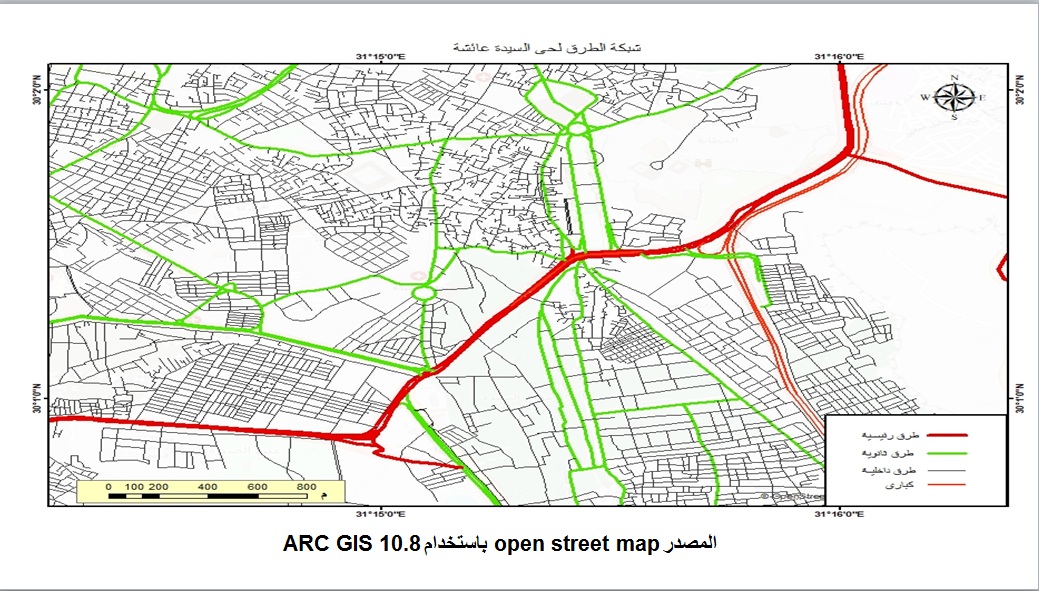 شبكة الطرق لحى السيدة عائشة
31°15'0"E 31°16'0"E
30°2'0"N 30°2'0"N
N
W E
S
30°1'0"N 30°1'0"N
طرق رئيسية
طرق ثانوية
طرق داخلية
كبارى
0 100 200 400 600 800 م
© OpenStree
31°15'0"E 31°16'0"E
المصدر open street map باستخدام ARC GIS 10.8